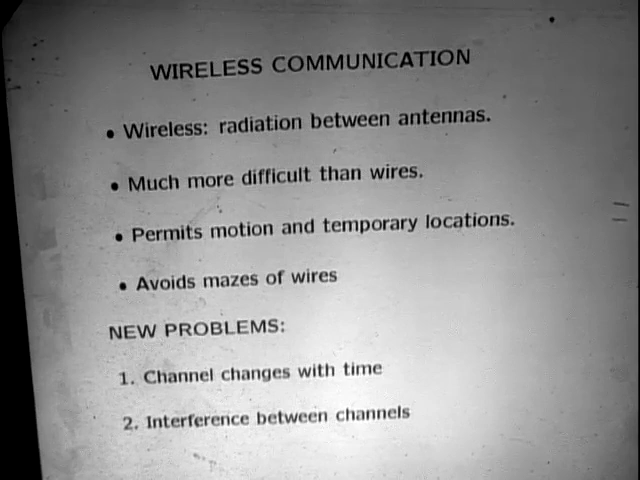 WIRELESS COMMUNICATION
• Wireless: radiation between antennas.
• Much more difficult than wires.
• Permits motion and temporary locations.
• Avoids mazes of wires
NEW PROBLEMS:
1. Channel changes with time
2. Interference between channels